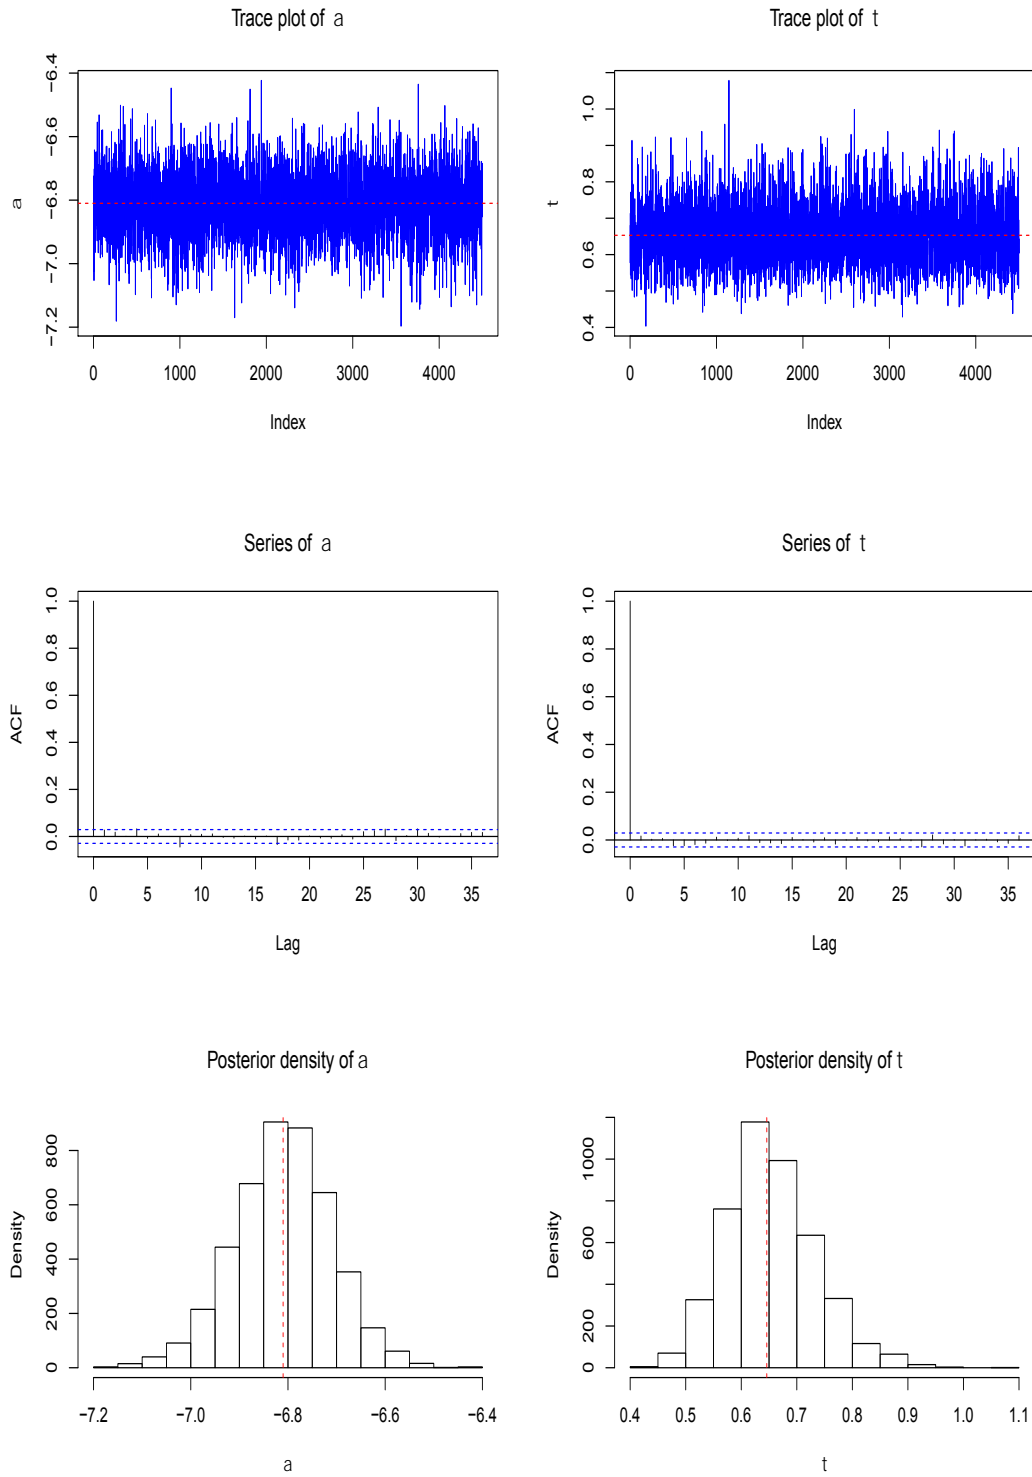 Trace plot of a
a
−7.2 −7.0 −6.8 −6.6 −6.4
0 1000 2000 3000 4000
Index
Trace plot of t
t
0.4 0.6 0.8 1.0
0 1000 2000 3000 4000
Index
Series of a
ACF
0.0 0.2 0.4 0.6 0.8 1.0
0 5 10 15 20 25 30 35
Lag
Series of t
ACF
0.0 0.2 0.4 0.6 0.8 1.0
0 5 10 15 20 25 30 35
Lag
Posterior density of a
Density
0 200 400 600 800
−7.2 −7.0 −6.8 −6.6 −6.4
a
Posterior density of t
Density
0 200 600 1000
0.4 0.5 0.6 0.7 0.8 0.9 1.0 1.1
t